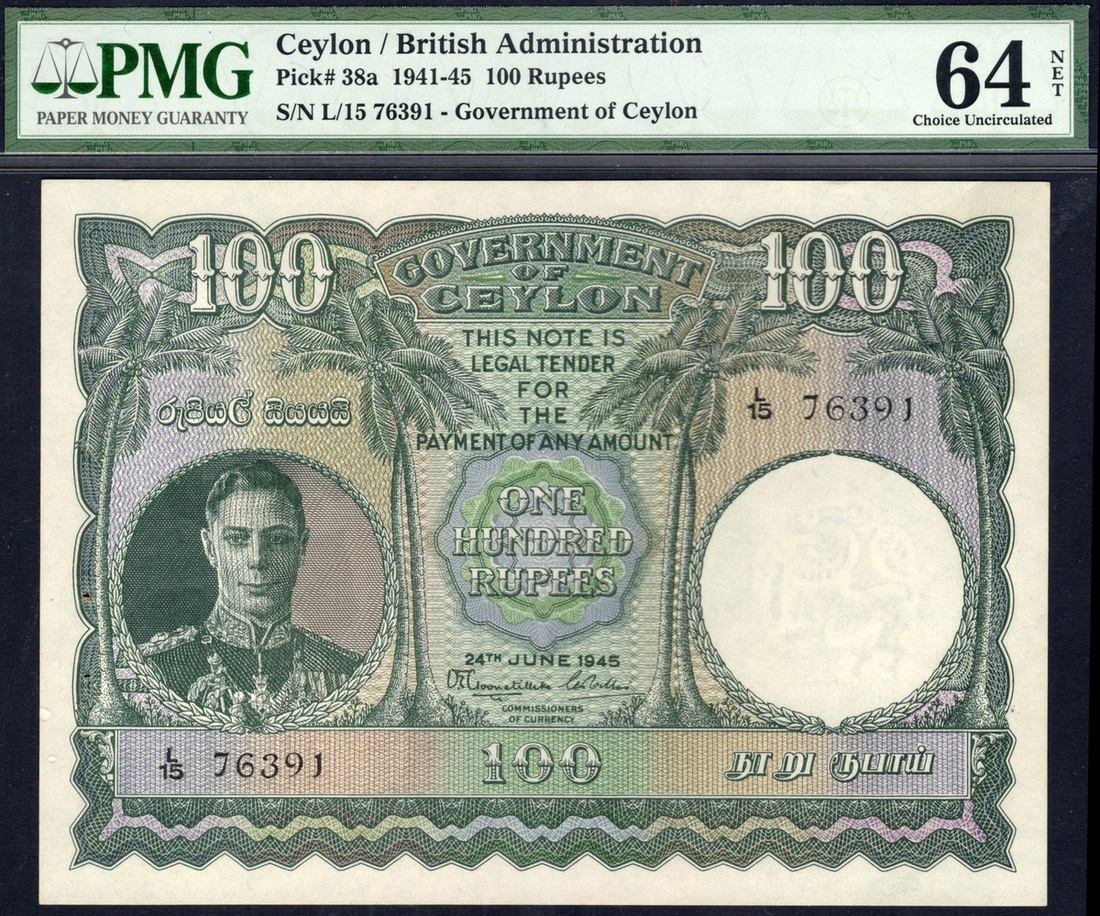 PMG
PAPER MONEY GUARANTY
Ceylon / British Administration
Pick# 38a 1941-45 100 Rupees
S/N L/15 76391 - Government of Ceylon
64 NET
Choice Uncirculated
100
GOVERNMENT
OF
CEYLON
100
THIS NOTE IS
LEGAL TENDER
FOR
THE
PAYMENT OF ANY AMOUNT
රුපියල් සියයයි
L/15 76391
ONE
HUNDRED
RUPEES
24TH JUNE 1945
COMMISSIONERS
OF CURRENCY
L/15 76391
100
நூறு ரூபாய்